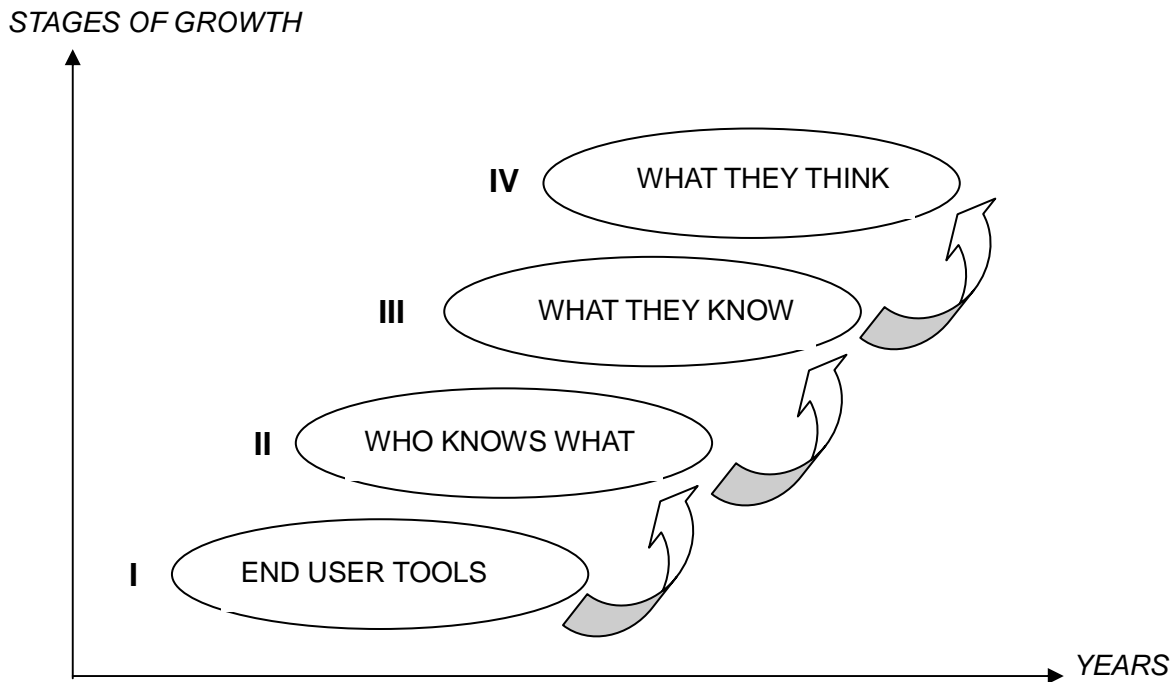 STAGES OF GROWTH
IV
WHAT THEY THINK
III
WHAT THEY KNOW
II
WHO KNOWS WHAT
I
END USER TOOLS
YEARS